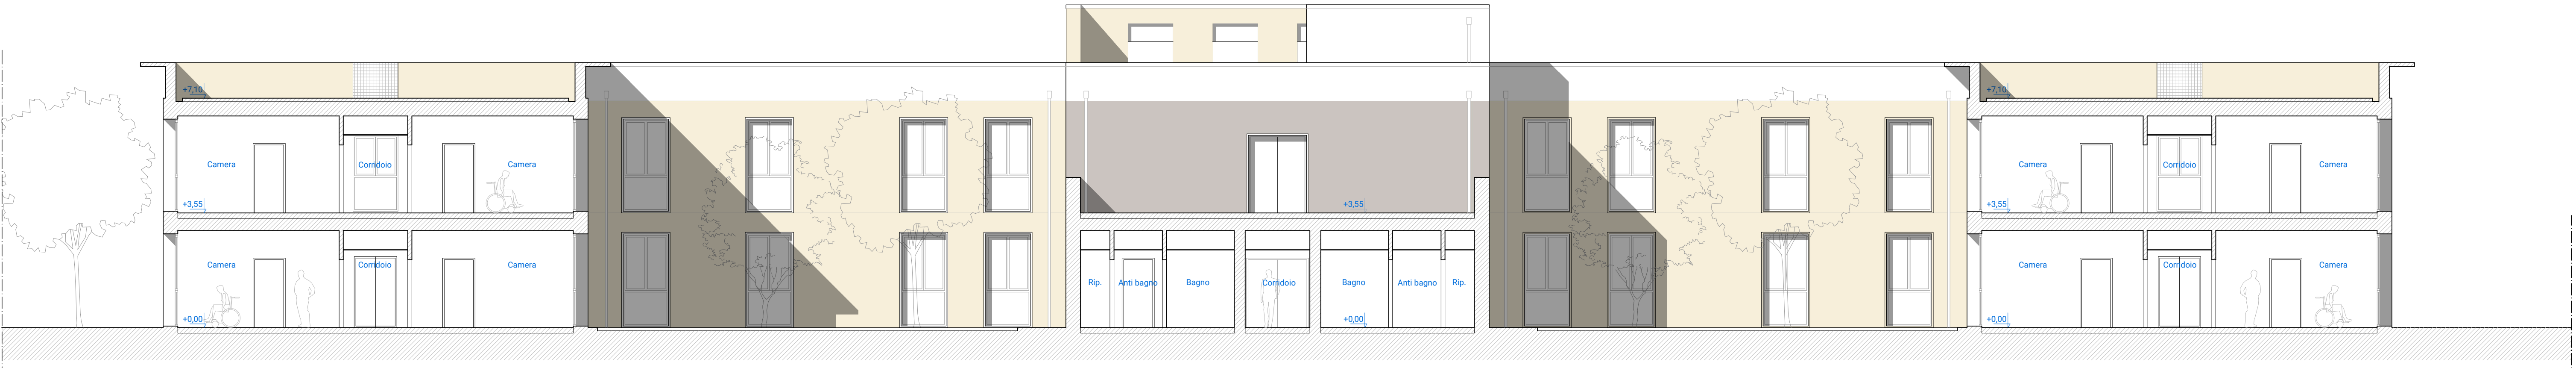 +7,10
+7,10
Camera
Corridoio
Camera
Camera
Corridoio
Camera
+3,55
+3,55
+3,55
Camera
Corridoio
Camera
Rip.
Anti bagno
Bagno
Corridoio
Bagno
Anti bagno
Rip.
Camera
Corridoio
Camera
+0,00
+0,00
+0,00